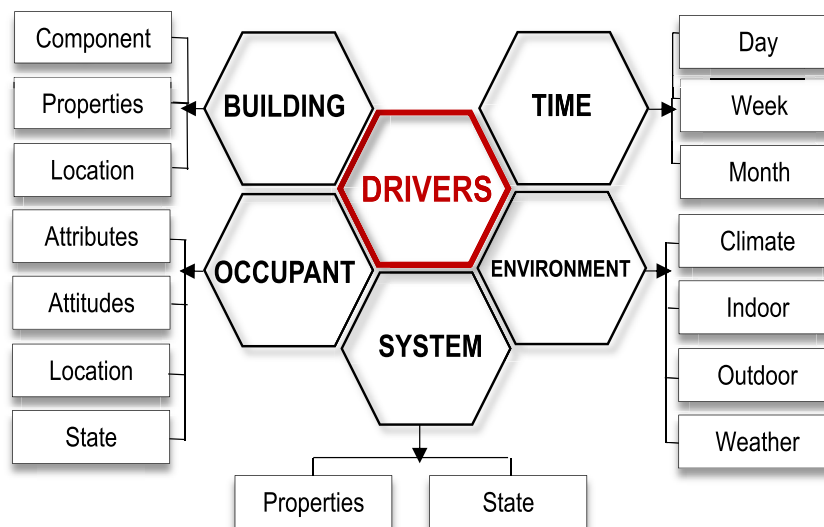 Component
Properties
Location
BUILDING
TIME
Day
Week
Month
DRIVERS
Attributes
Attitudes
Location
State
OCCUPANT
ENVIRONMENT
Climate
Indoor
Outdoor
Weather
SYSTEM
Properties
State